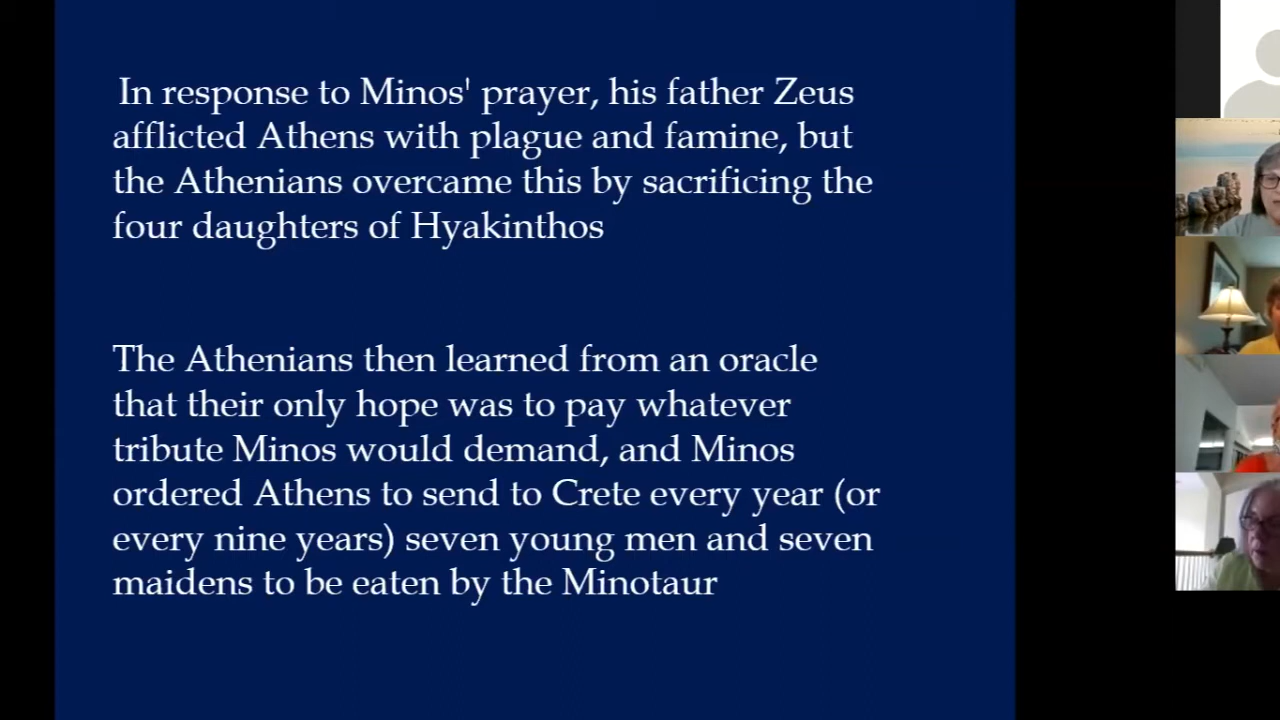 In response to Minos' prayer, his father Zeus
afflicted Athens with plague and famine, but
the Athenians overcame this by sacrificing the
four daughters of Hyakinthos
The Athenians then learned from an oracle
that their only hope was to pay whatever
tribute Minos would demand, and Minos
ordered Athens to send to Crete every year (or
every nine years) seven young men and seven
maidens to be eaten by the Minotaur